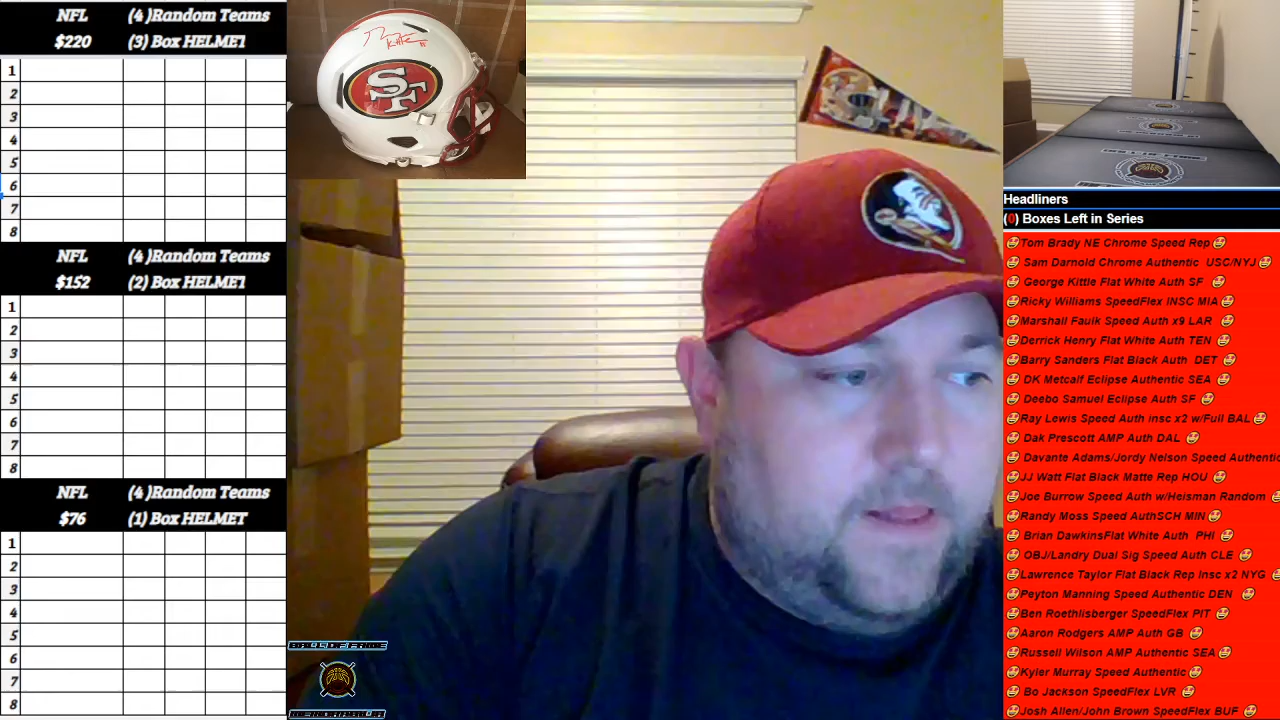 NFL (4 )Random Teams
$220 (3) Box HELMET
1
2
3
4
5
6
7
8
NFL (4 )Random Teams
$152 (2) Box HELMET
1
2
3
4
5
6
7
8
NFL (4 )Random Teams
$76 (1) Box HELMET
1
2
3
4
5
6
7
8
SF
BALLS OF FAME
MEMORABILIA
Headliners
(0) Boxes Left in Series
Tom Brady NE Chrome Speed Rep
Sam Darnold Chrome Authentic USC/NYJ
George Kittle Flat White Auth SF
Ricky Williams SpeedFlex INSC MIA
Marshall Faulk Speed Auth x9 LAR
Derrick Henry Flat White Auth TEN
Barry Sanders Flat Black Auth DET
DK Metcalf Eclipse Authentic SEA
Deebo Samuel Eclipse Auth SF
Ray Lewis Speed Auth insc x2 w/Full BAL
Dak Prescott AMP Auth DAL
Davante Adams/Jordy Nelson Speed Authentic
JJ Watt Flat Black Matte Rep HOU
Joe Burrow Speed Auth w/Heisman Random
Randy Moss Speed AuthSCH MIN
Brian DawkinsFlat White Auth PHI
OBJ/Landry Dual Sig Speed Auth CLE
Lawrence Taylor Flat Black Rep Insc x2 NYG
Peyton Manning Speed Authentic DEN
Ben Roethlisberger SpeedFlex PIT
Aaron Rodgers AMP Auth GB
Russell Wilson AMP Authentic SEA
Kyler Murray Speed Authentic
Bo Jackson SpeedFlex LVR
Josh Allen/John Brown SpeedFlex BUF